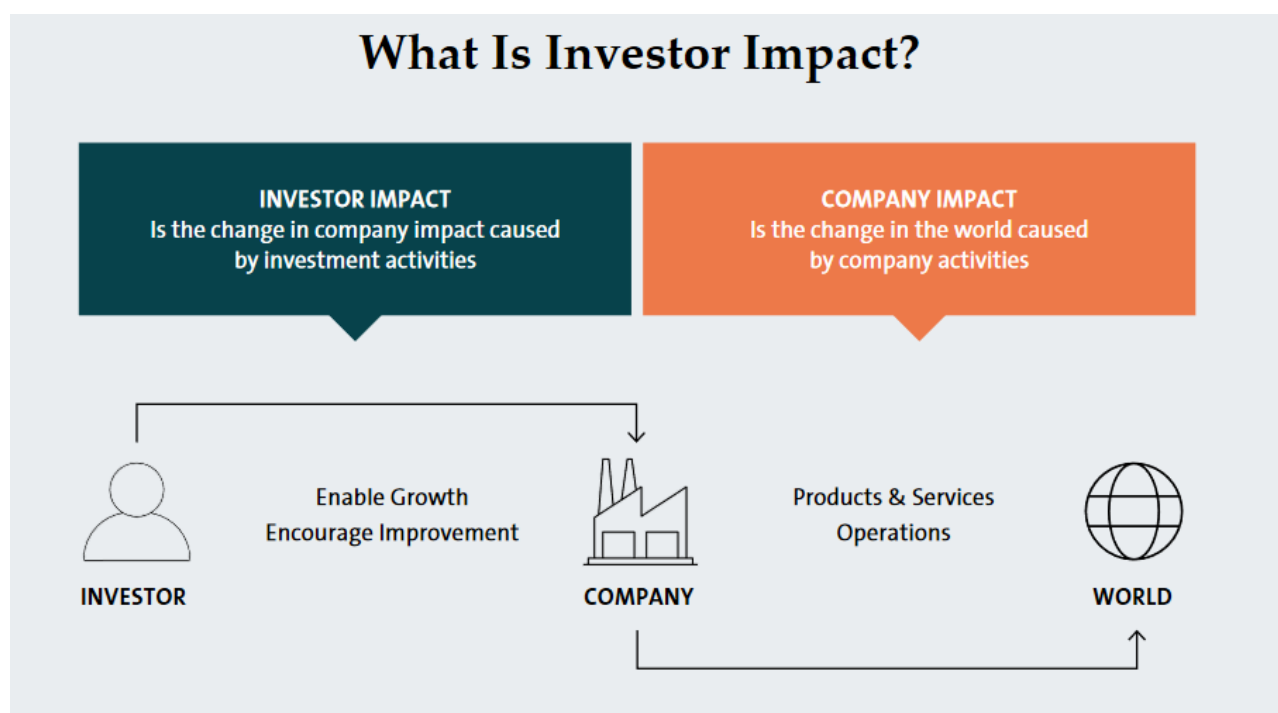 What Is Investor Impact?
INVESTOR IMPACT
Is the change in company impact caused
by investment activities
COMPANY IMPACT
Is the change in the world caused
by company activities
Enable Growth
Encourage Improvement
Products & Services
Operations
INVESTOR
COMPANY
WORLD